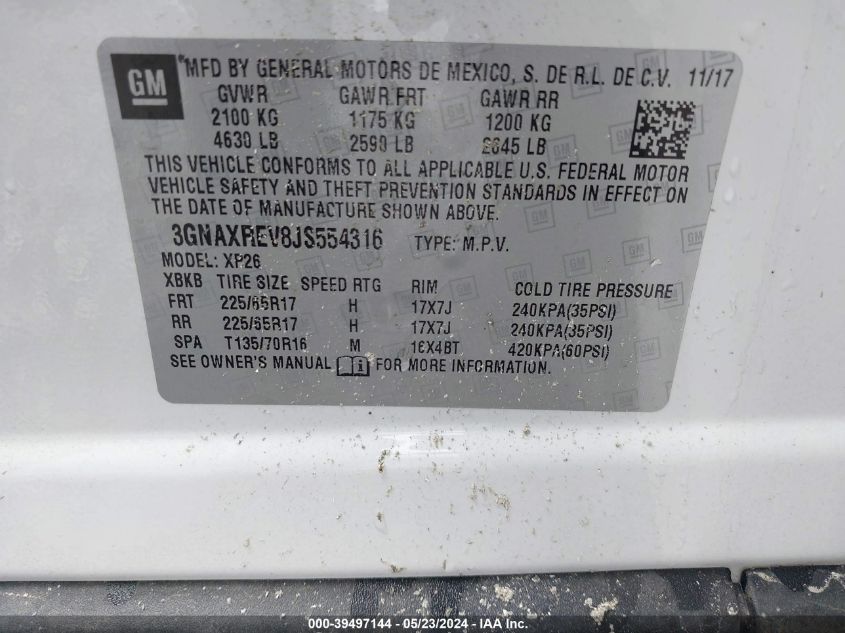 GM
MFD BY GENERAL MOTORS DE MEXICO, S. DE R.L. DE C.V. 11/17
GVWR GAWR FRT GAWR RR
2100 KG 1175 KG 1200 KG
4630 LB 2590 LB 2645 LB
THIS VEHICLE CONFORMS TO ALL APPLICABLE U.S. FEDERAL MOTOR
VEHICLE SAFETY AND THEFT PREVENTION STANDARDS IN EFFECT ON
THE DATE OF MANUFACTURE SHOWN ABOVE.
3GNAXREV8JS554316 TYPE: M.P.V.
MODEL: XR26
XBKB TIRE SIZE SPEED RTG RIM COLD TIRE PRESSURE
FRT 225/65R17 H 17X7J 240KPA(35PSI)
RR 225/65R17 H 17X7J 240KPA(35PSI)
SPA T135/70R16 M 16X4BT 420KPA(60PSI)
SEE OWNER'S MANUAL FOR MORE INFORMATION.
000-39497144 - 05/23/2024 - IAA Inc.